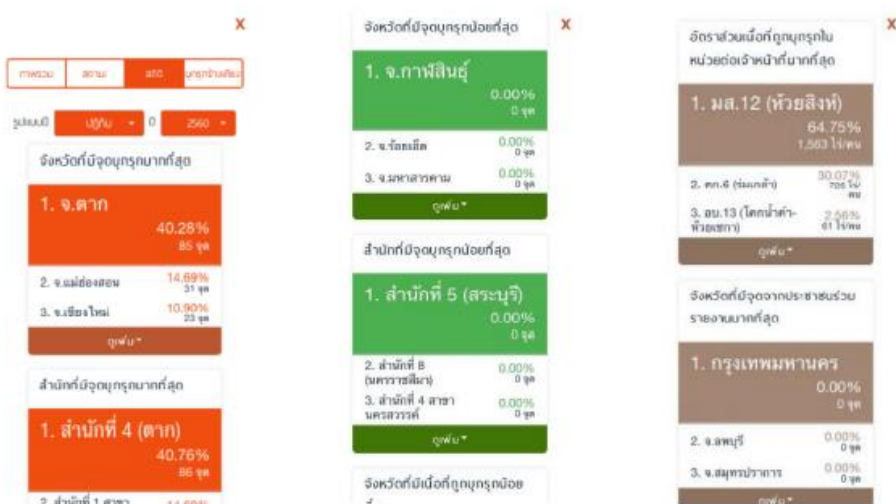 x
ภาพรวม สถานะ สถิติ บุกรุกข้างเคียง
รูปแบบปี ปฏิทิน ปี 2560
จังหวัดที่มีจุดบุกรุกมากที่สุด
1. จ.ตาก
40.28%
85 จุด
2. จ.แม่ฮ่องสอน 14.69%
31 จุด
3. จ.เชียงใหม่ 10.90%
23 จุด
ดูเพิ่ม
สำนักที่มีจุดบุกรุกมากที่สุด
1. สำนักที่ 4 (ตาก)
40.76%
86 จุด
2. สำนักที่ 1 สาขา 14.69%
x
จังหวัดที่มีจุดบุกรุกน้อยที่สุด
1. จ.กาฬสินธุ์
0.00%
0 จุด
2. จ.ร้อยเอ็ด 0.00%
0 จุด
3. จ.มหาสารคาม 0.00%
0 จุด
ดูเพิ่ม
สำนักที่มีจุดบุกรุกน้อยที่สุด
1. สำนักที่ 5 (สระบุรี)
0.00%
0 จุด
2. สำนักที่ 8 0.00%
(นครราชสีมา) 0 จุด
3. สำนักที่ 4 สาขา 0.00%
นครสวรรค์ 0 จุด
ดูเพิ่ม
จังหวัดที่มีเนื้อที่ถูกบุกรุกน้อย
x
อัตราส่วนเนื้อที่ถูกบุกรุกใน
หน่วยต่อเจ้าหน้าที่มากที่สุด
1. มส.12 (ห้วยสิงห์)
64.75%
1,563 ไร่/คน
2. ตก.6 (ร่มเกล้า) 30.07%
726 ไร่/
คน
3. อบ.13 (โคกน้ำคำ- 2.56%
ห้วยเซกา) 61 ไร่/คน
ดูเพิ่ม
จังหวัดที่มีจุดจากประชาชนร่วม
รายงานมากที่สุด
1. กรุงเทพมหานคร
0.00%
0 จุด
2. จ.ลพบุรี 0.00%
0 จุด
3. จ.สมุทรปราการ 0.00%
0 จุด
ดูเพิ่ม